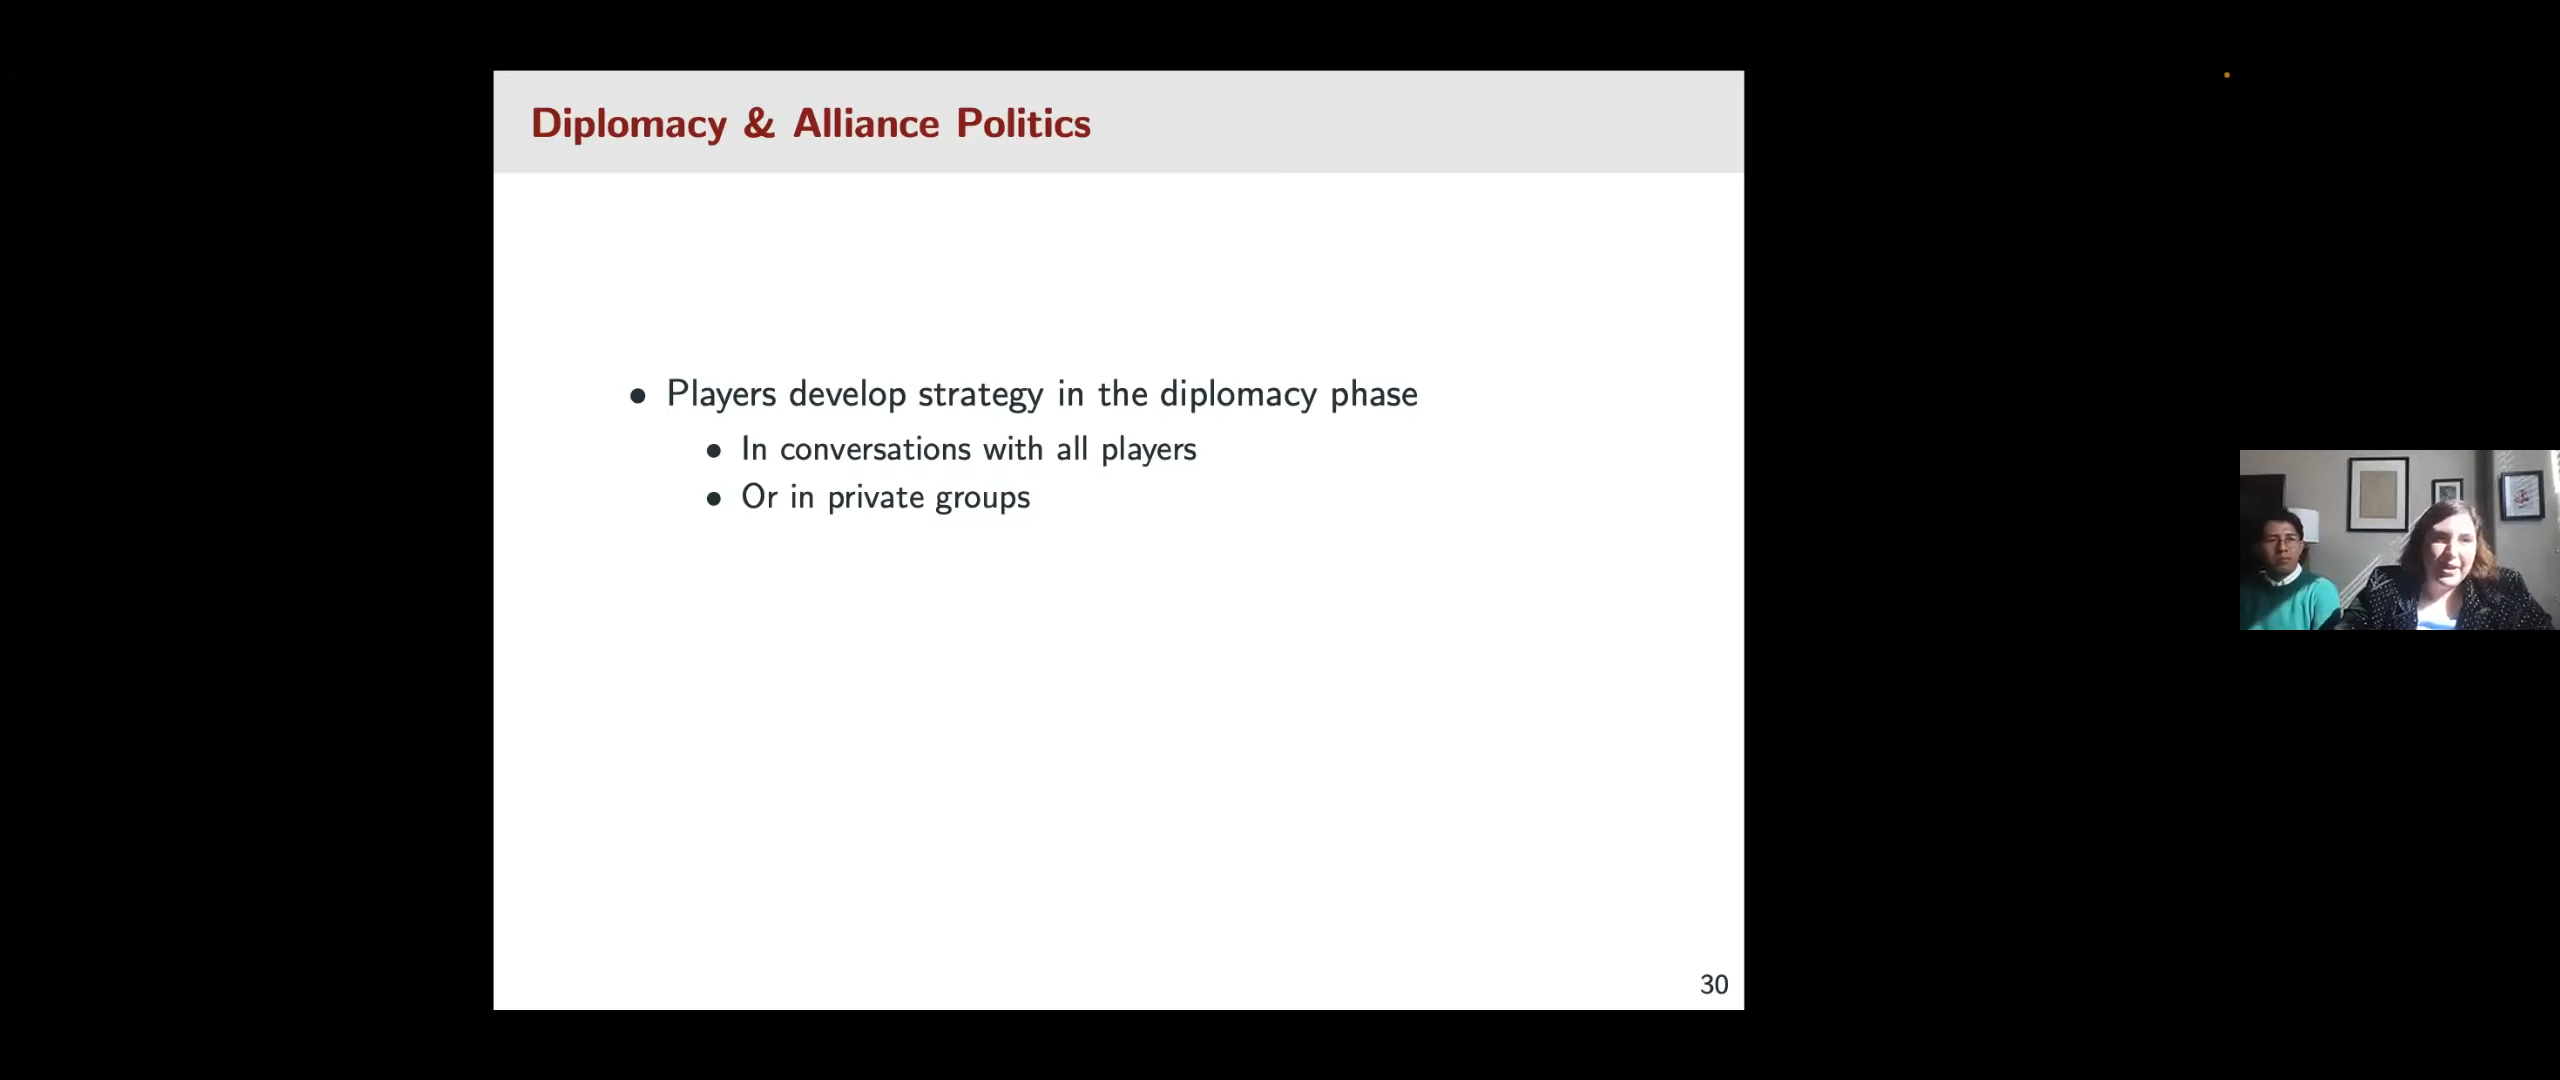 Diplomacy & Alliance Politics
• Players develop strategy in the diplomacy phase
• In conversations with all players
• Or in private groups
30